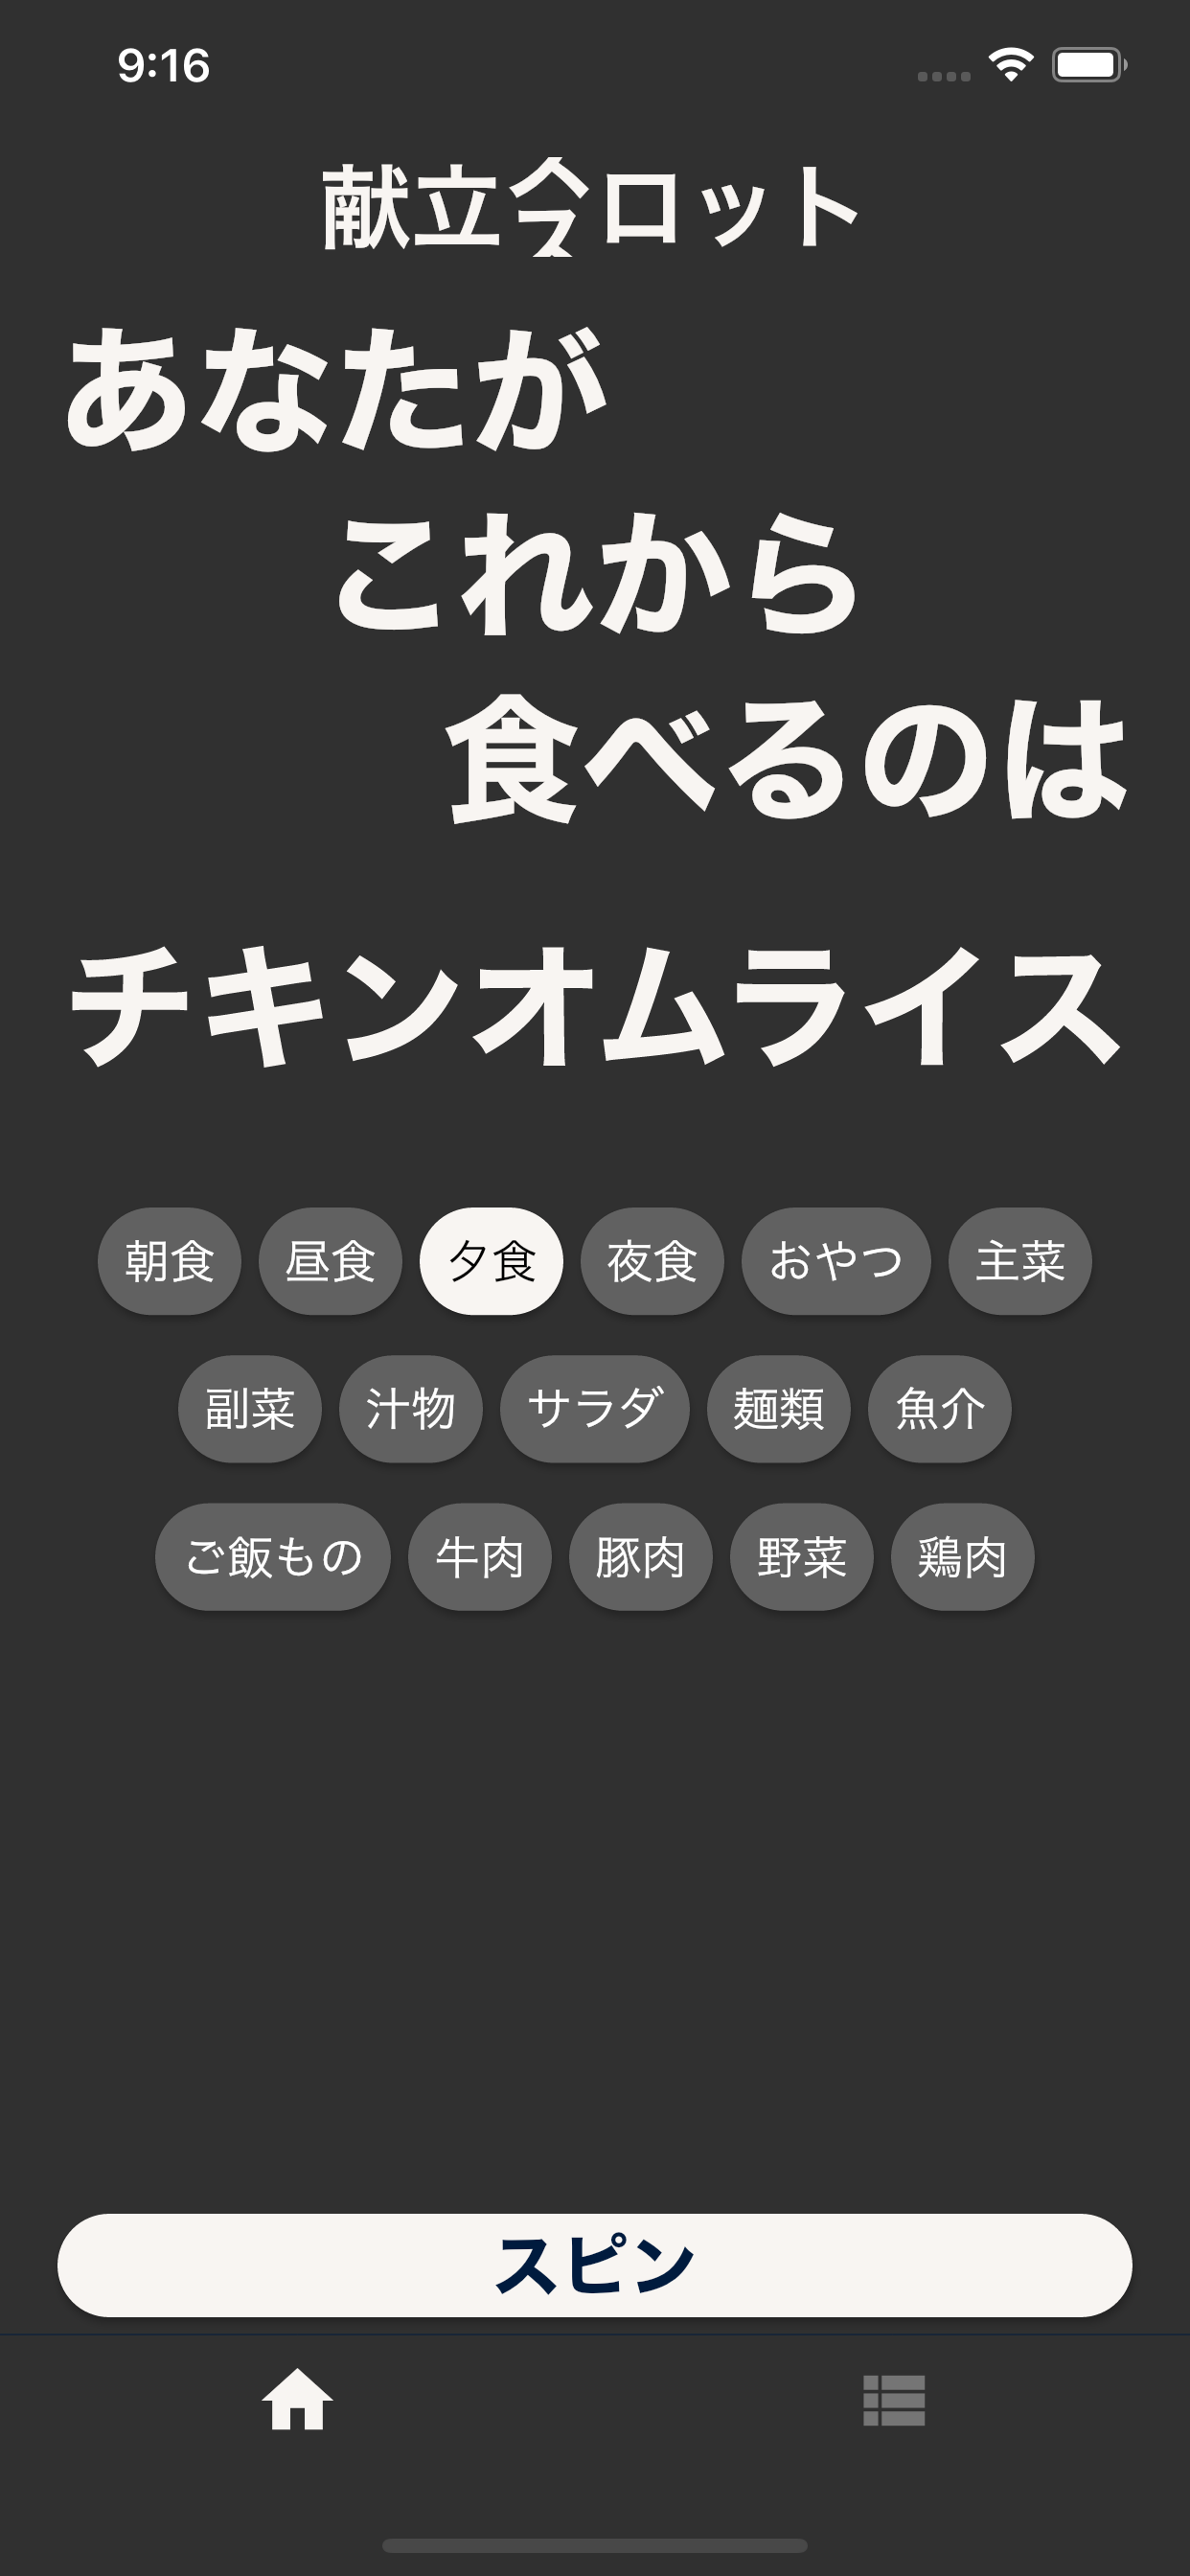 9:16
献立スロット
あなたが
これから
食べるのは
チキンオムライス
朝食 昼食 夕食 夜食 おやつ 主菜
副菜 汁物 サラダ 麺類 魚介
ご飯もの 牛肉 豚肉 野菜 鶏肉
スピン